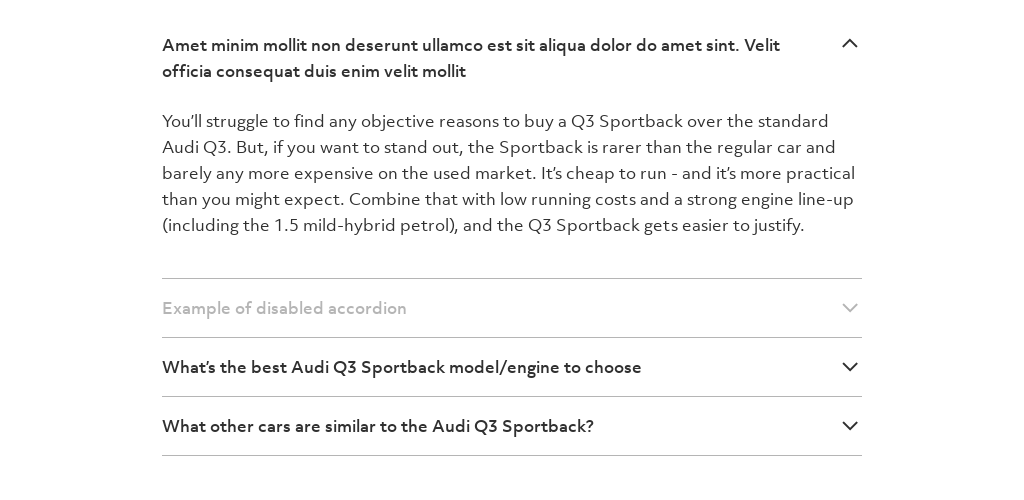 Amet minim mollit non deserunt ullamco est sit aliqua dolor do amet sint. Velit
officia consequat duis enim velit mollit
You’ll struggle to find any objective reasons to buy a Q3 Sportback over the standard
Audi Q3. But, if you want to stand out, the Sportback is rarer than the regular car and
barely any more expensive on the used market. It’s cheap to run - and it’s more practical
than you might expect. Combine that with low running costs and a strong engine line-up
(including the 1.5 mild-hybrid petrol), and the Q3 Sportback gets easier to justify.
Example of disabled accordion
What’s the best Audi Q3 Sportback model/engine to choose
What other cars are similar to the Audi Q3 Sportback?